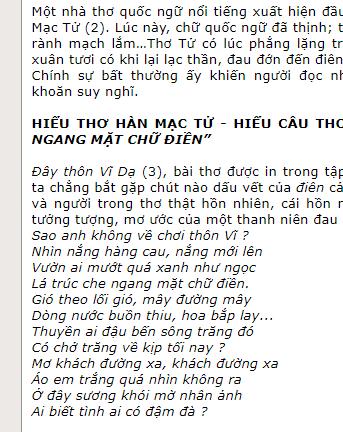 Một nhà thơ quốc ngữ nổi tiếng xuất hiện đầu
Mạc Tử (2). Lúc này, chữ quốc ngữ đã thịnh; t
rành mạch lắm...Thơ Tử có lúc phẳng lặng tr
xuân tươi có khi lại lạc thần, đau đớn đến điên
Chính sự bất thường ấy khiến người đọc nh
khoăn suy nghĩ.
HIỂU THƠ HÀN MẠC TỬ - HIỂU CÂU THƠ
NGANG MẶT CHỮ ĐIỀN”
Đây thôn Vĩ Dạ (3), bài thơ được in trong tập
ta chẳng bắt gặp chút nào dấu vết của điên cả
và người trong thơ thật hồn nhiên, cái hồn n
tưởng tượng, mơ ước của một thanh niên đau
Sao anh không về chơi thôn Vĩ ?
Nhìn nắng hàng cau, nắng mới lên
Vườn ai mướt quá xanh như ngọc
Lá trúc che ngang mặt chữ điền.
Gió theo lối gió, mây đường mây
Dòng nước buồn thiu, hoa bắp lay...
Thuyền ai đậu bến sông trăng đó
Có chở trăng về kịp tối nay ?
Mơ khách đường xa, khách đường xa
Áo em trắng quá nhìn không ra
Ở đây sương khói mờ nhân ảnh
Ai biết tình ai có đậm đà ?